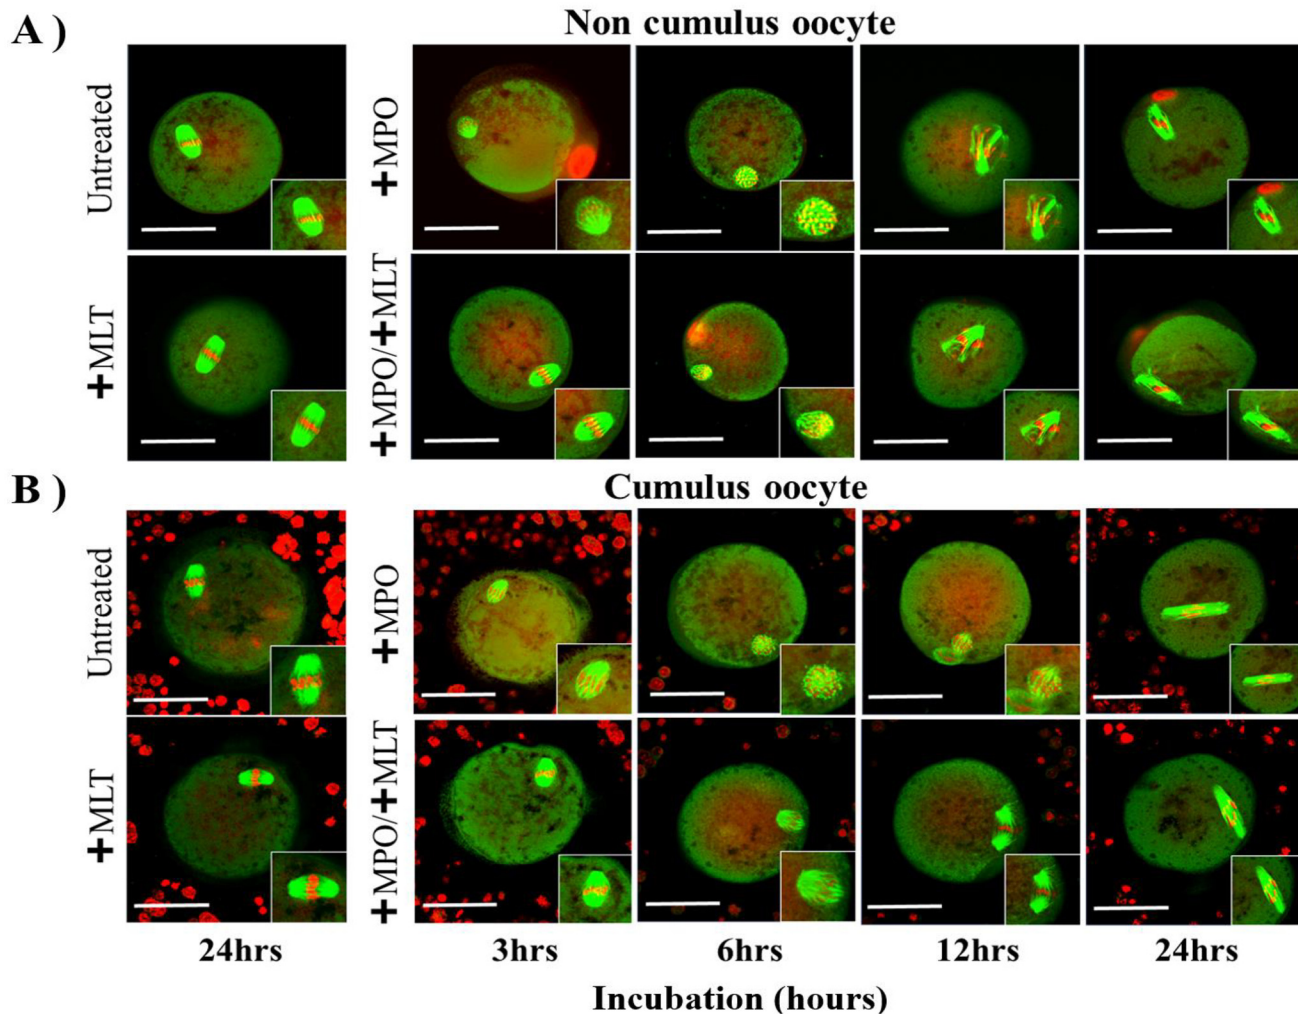 A )
Non cumulus oocyte
Untreated
+MPO
+MLT
+MPO/+MLT
B )
Cumulus oocyte
Untreated
+MPO
+MLT
+MPO/+MLT
24hrs 3hrs 6hrs 12hrs 24hrs
Incubation (hours)